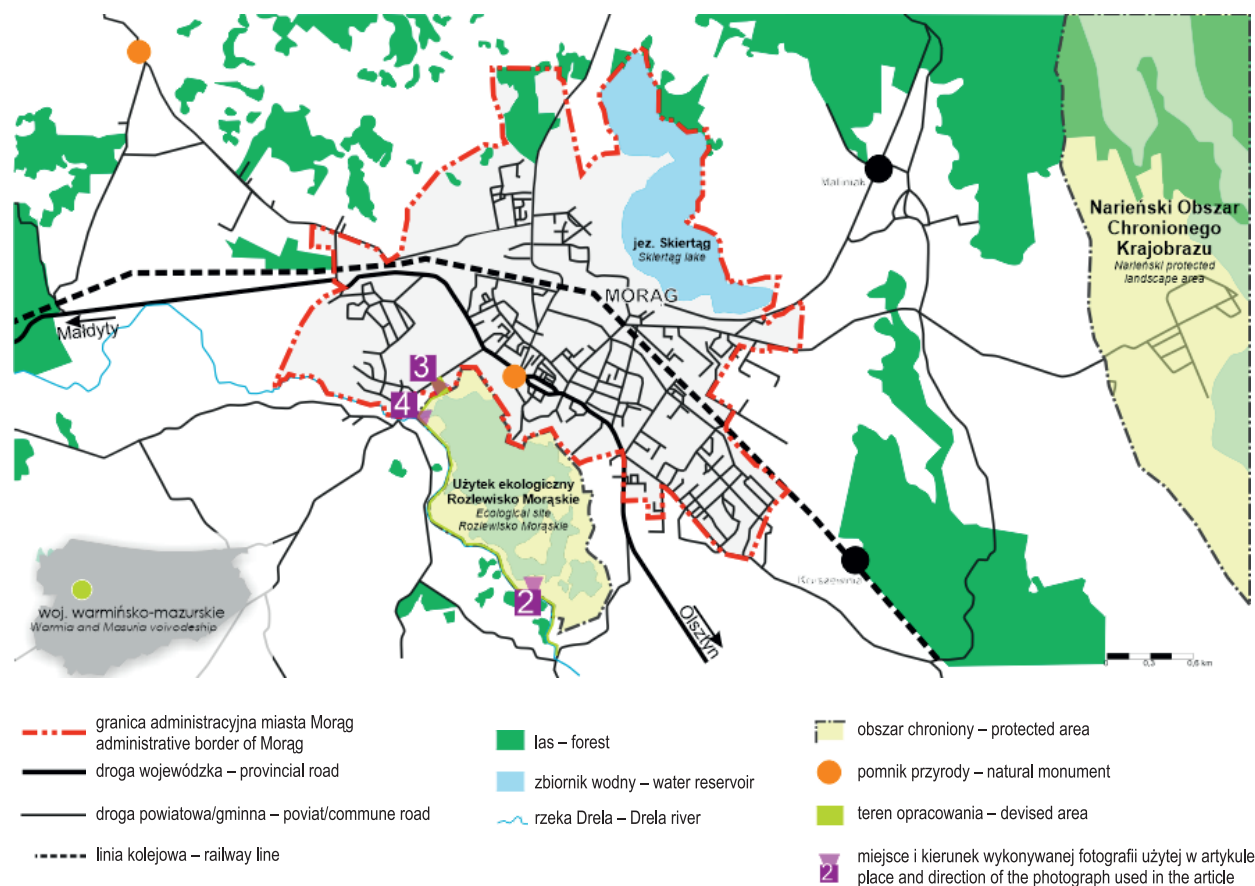 Maliniak
Narieński Obszar
Chronionego
Krajobrazu
Narieński protected
landscape area
jez. Skiertąg
Skiertąg lake
MORĄG
Małdyty
3
4
Użytek ekologiczny
Rozlewisko Morąskie
Ecological site
Rozlewisko Morąskie
Kruszewnia
2
woj. warmińsko-mazurskie
Warmia and Masuria voivodeship
Olsztyn
0 0,3 0,6 km
granica administracyjna miasta Morąg
administrative border of Morąg
droga wojewódzka – provincial road
droga powiatowa/gminna – poviat/commune road
linia kolejowa – railway line
las – forest
zbiornik wodny – water reservoir
rzeka Drela – Drela river
obszar chroniony – protected area
pomnik przyrody – natural monument
teren opracowania – devised area
2
miejsce i kierunek wykonywanej fotografii użytej w artykule
place and direction of the photograph used in the article